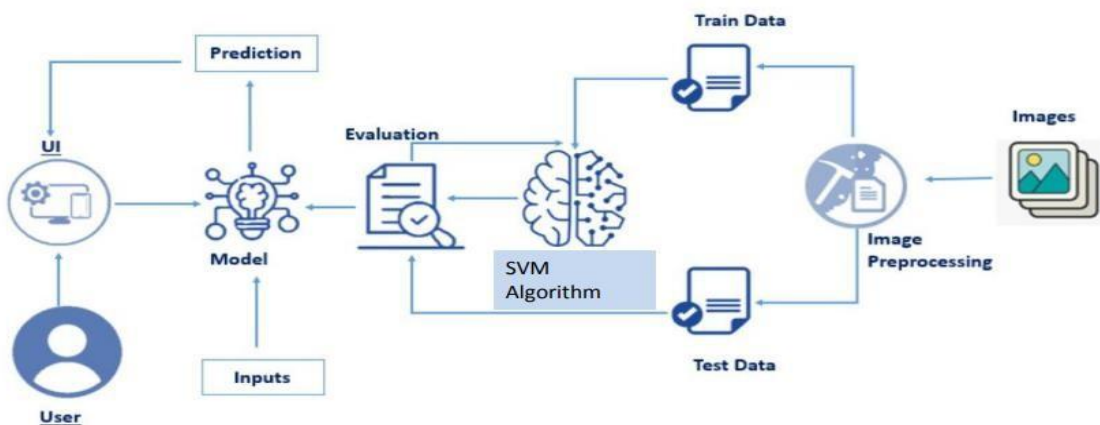 Train Data
Prediction
Images
Evaluation
UI
Image
Preprocessing
Model
SVM
Algorithm
Test Data
Inputs
User